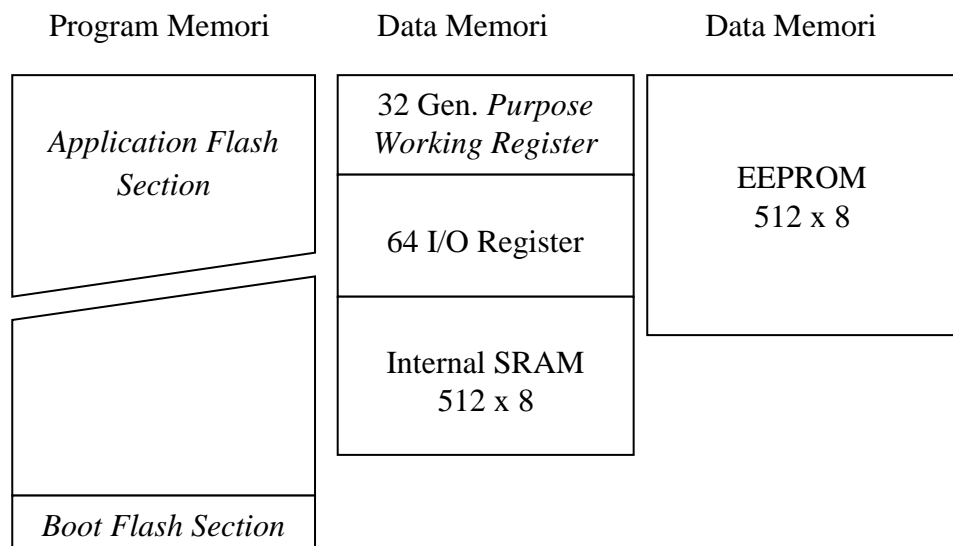 Program Memori
Data Memori
Data Memori
Application Flash
Section
Boot Flash Section
32 Gen. Purpose
Working Register
64 I/O Register
Internal SRAM
512 x 8
EEPROM
512 x 8